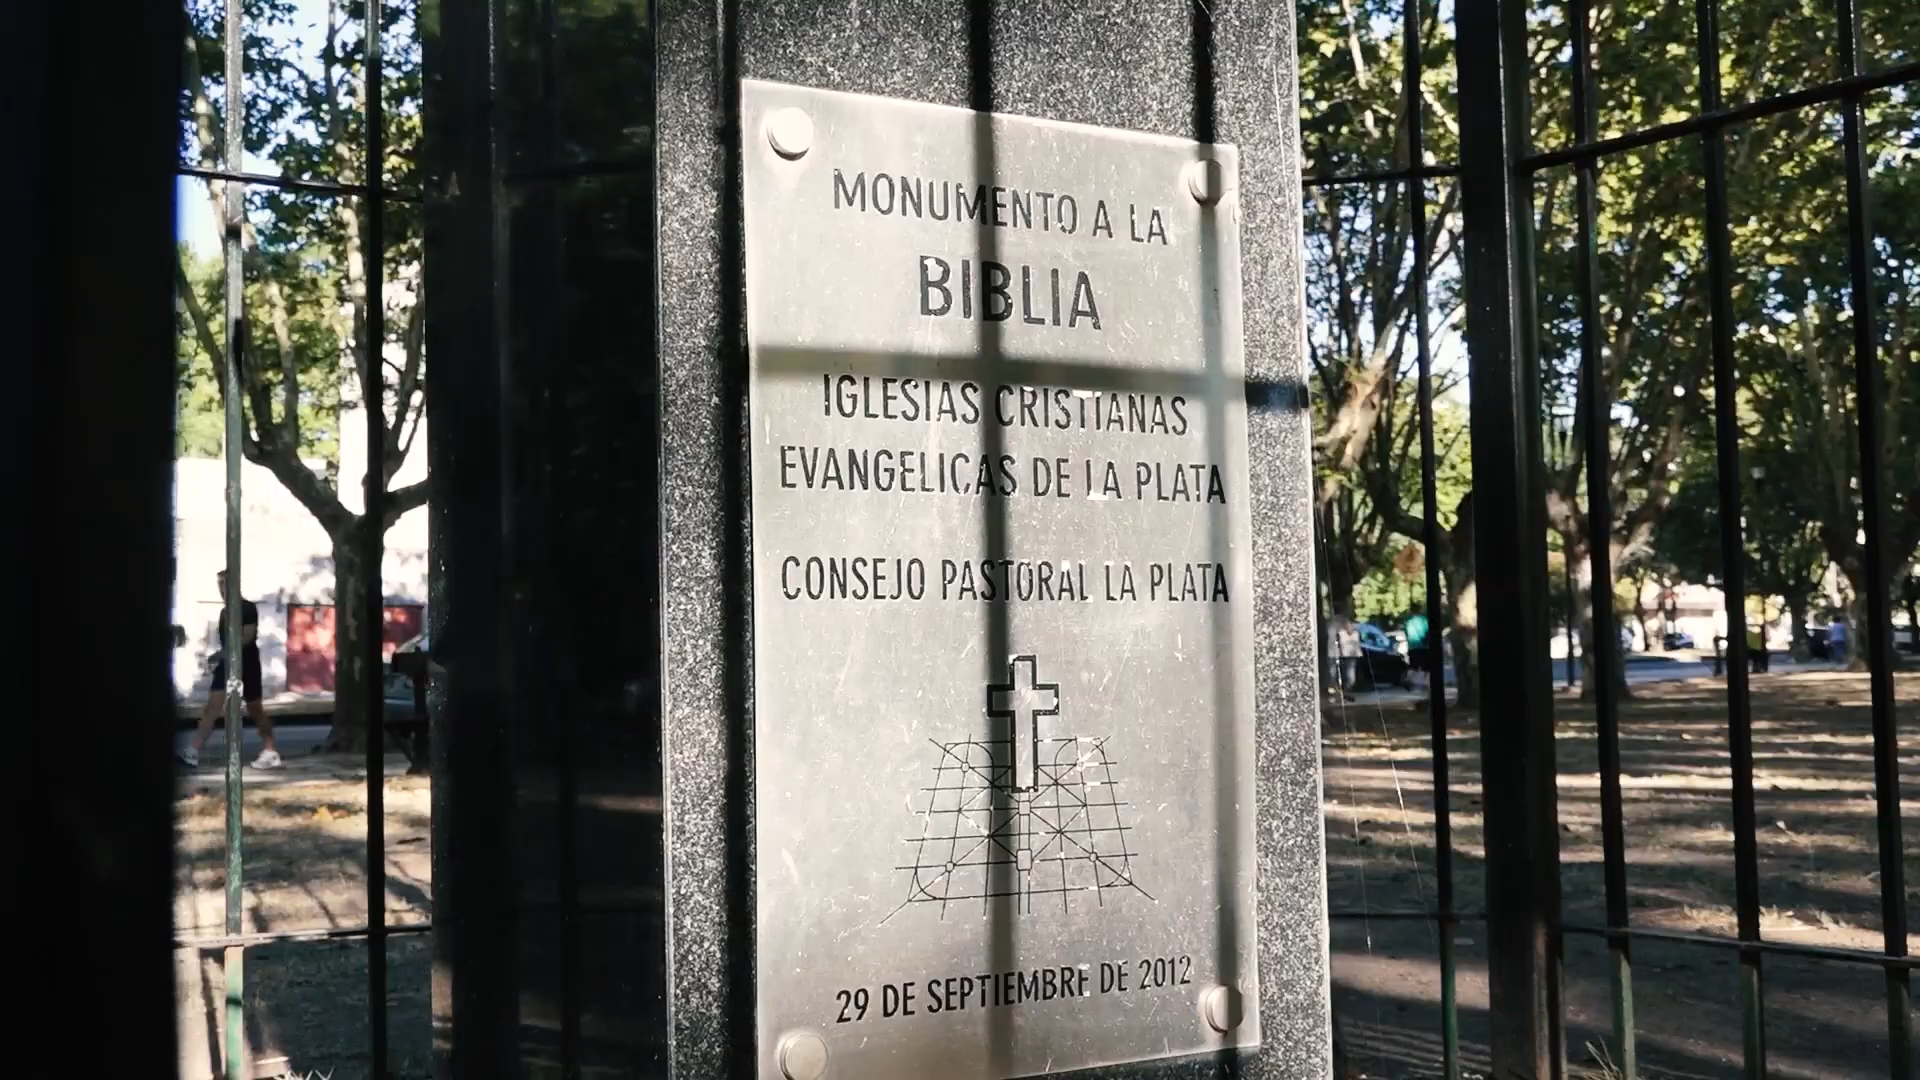 MONUMENTO A LA
BIBLIA
IGLESIAS CRISTIANAS
EVANGELICAS DE LA PLATA
CONSEJO PASTORAL LA PLATA
29 DE SEPTIEMBRE DE 2012